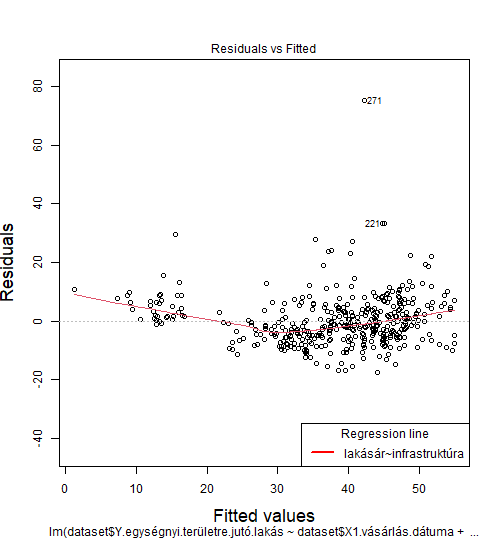 Residuals vs Fitted
Residuals
80
60
40
20
0
-20
-40
271
221
Regression line
lakásár~infrastruktúra
0 10 20 30 40 50
Fitted values
lm(dataset$Y.egységnyi.területre.jutó.lakás ~ dataset$X1.vásárlás.dátuma + ...